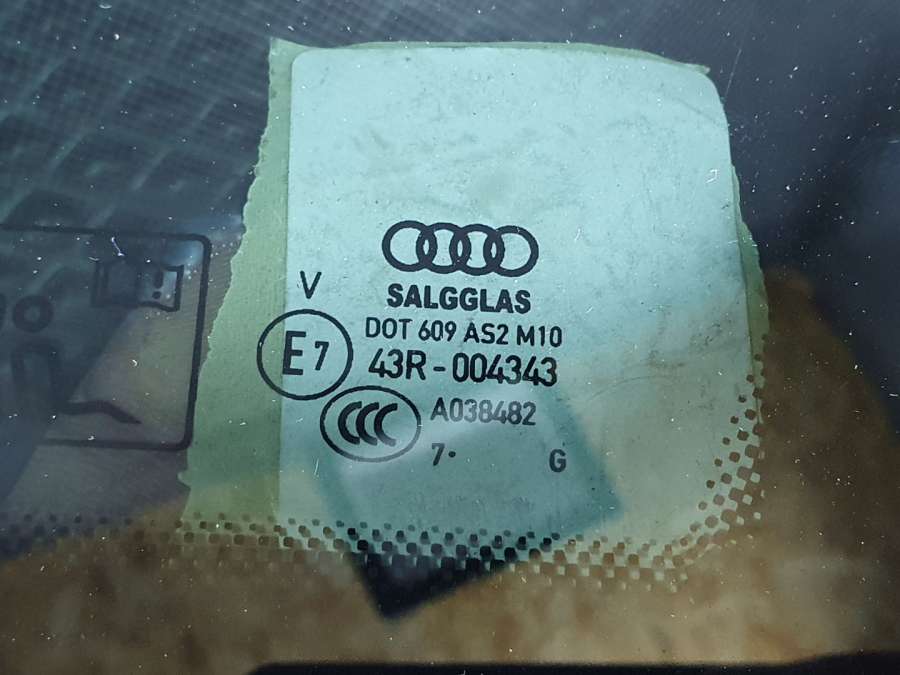 V
SALGGLAS
DOT 609 AS2 M10
E7
43R-004343
CCC
A038482
7·
G